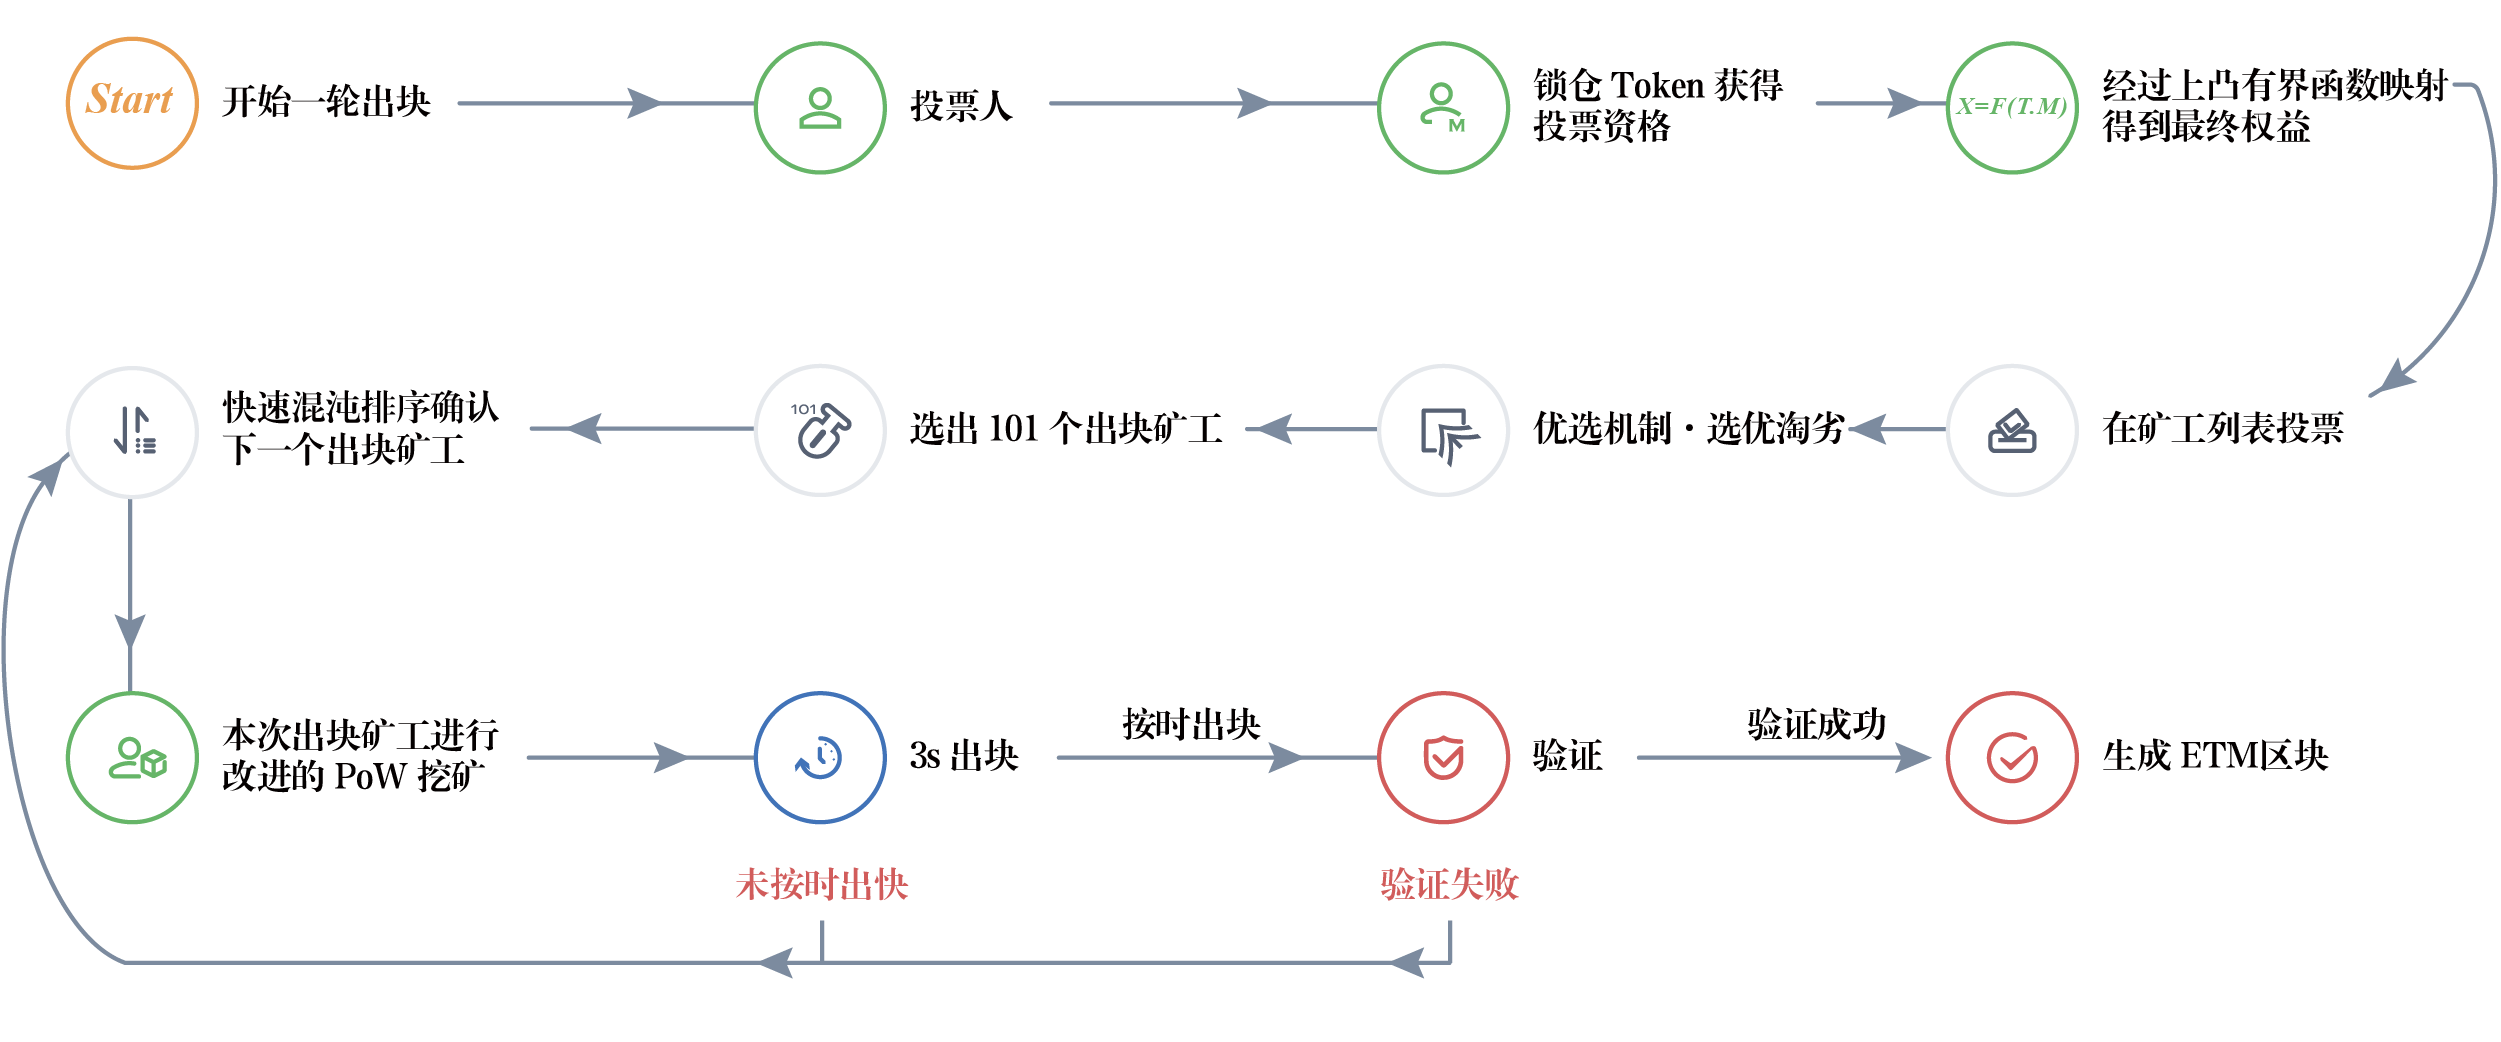 Start
开始一轮出块
投票人
M
锁仓 Token 获得
投票资格
X=F(T.M)
经过上凸有界函数映射
得到最终权益
快速混沌排序确认
下一个出块矿工
101
选出 101 个出块矿工
优选机制·选优淘劣
在矿工列表投票
本次出块矿工进行
改进的 PoW 挖矿
3s 出块
按时出块
验证
验证成功
生成 ETM区块
未按时出快
验证失败